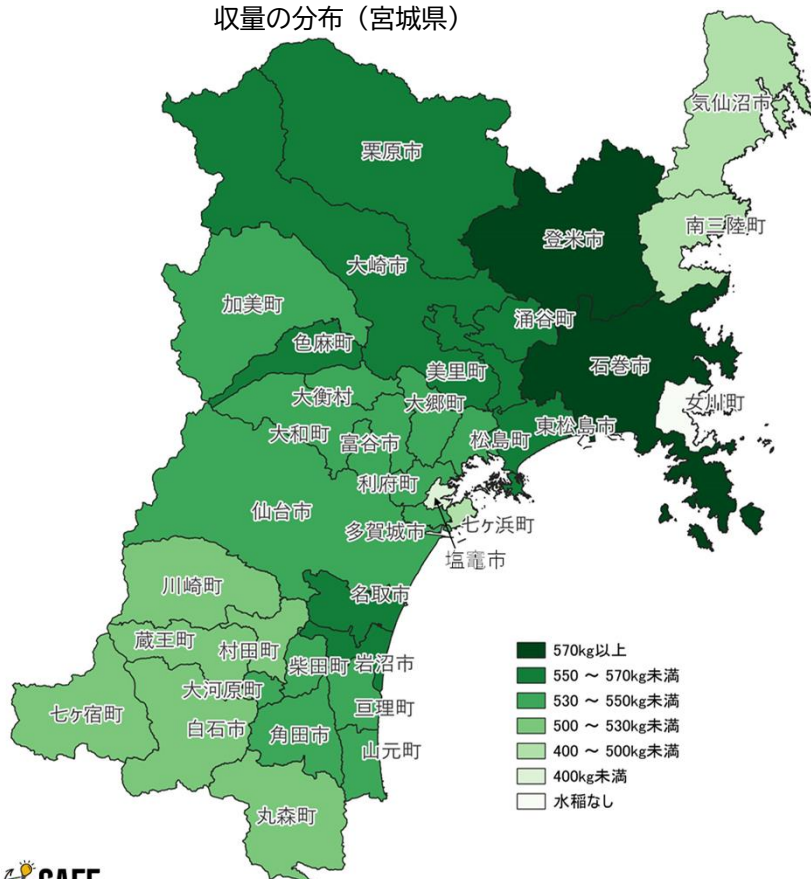 収量の分布（宮城県）
気仙沼市
栗原市
南三陸町
登米市
大崎市
加美町
涌谷町
色麻町
石巻市
美里町
大衡村
大郷町
女川町
東松島市
大和町
富谷市
松島町
利府町
仙台市
七ヶ浜町
多賀城市
塩竈市
川崎町
名取市
蔵王町
村田町
柴田町
岩沼市
大河原町
七ヶ宿町
亘理町
白石市
角田市
山元町
丸森町
570kg以上
550 ～ 570kg未満
530 ～ 550kg未満
500 ～ 530kg未満
400 ～ 500kg未満
400kg未満
水稲なし